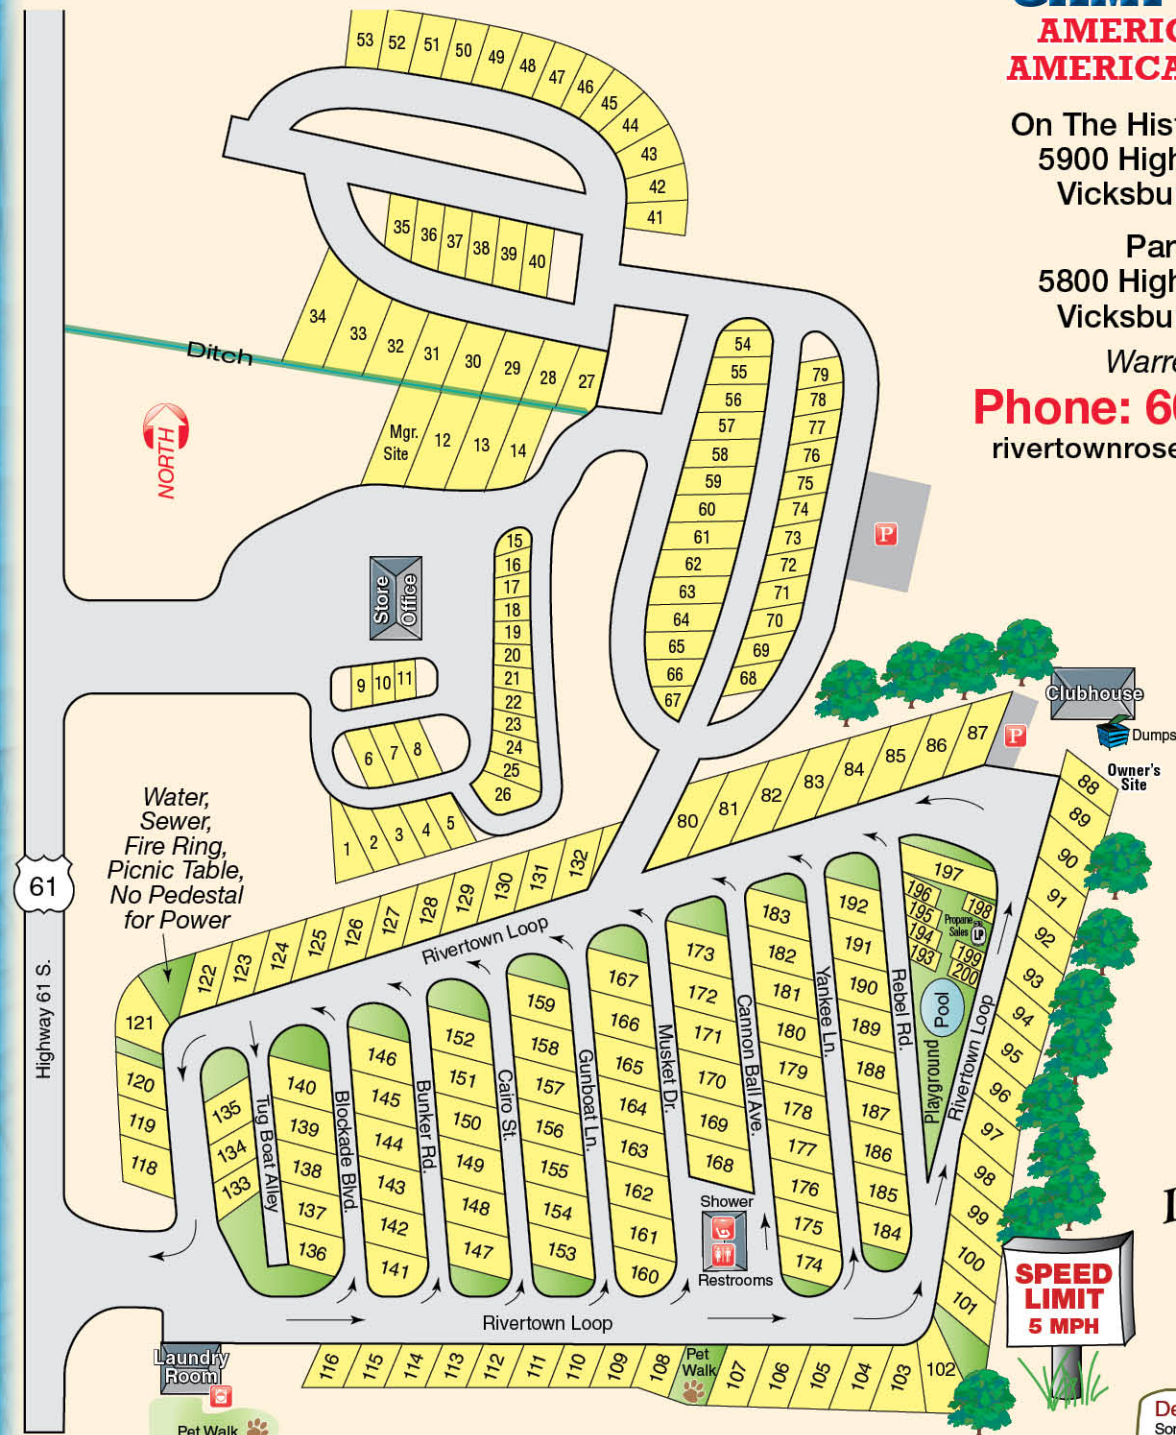 AMERIC
AMERICA
On The Hist
5900 High
Vicksbu
Par
5800 High
Vicksbu
Warre
Phone: 60
rivertownrose
53 52 51 50 49 48 47 46 45 44 43 42 41
35 36 37 38 39 40
34 33 32 31 30 29 28 27
Ditch
NORTH
Mgr.
Site
12 13 14
54
55
56
57
58
59
60
61
62
63
64
65
66
67
79
78
77
76
75
74
73
72
71
70
69
68
P
15
16
17
18
19
20
21
22
23
24
25
26
Store
Office
9 10 11
6 7 8
1 2 3 4 5
Clubhouse
Dumps
Owner's
Site
P
80 81 82 83 84 85 86 87
Water,
Sewer,
Fire Ring,
Picnic Table,
No Pedestal
for Power
61
Highway 61 S.
122 123 124 125 126 127 128 129 130 131 132
Rivertown Loop
121
120
119
118
135
134
133
Tug Boat Alley
140
139
138
137
136
Blockade Blvd.
146
145
144
143
142
141
Bunker Rd.
152
151
150
149
148
147
Cairo St.
159
158
157
156
155
154
153
Gunboat Ln.
167
166
165
164
163
162
161
160
Musket Dr.
173
172
171
170
169
168
Shower
Restrooms
Cannon Ball Ave.
183
182
181
180
179
178
177
176
175
174
Yankee Ln.
192
191
190
189
188
187
186
185
184
Rebel Rd.
197
196
195
194
193
198
Propane
Sales
LP
199
200
Pool
Playground
Rivertown Loop
88
89
90
91
92
93
94
95
96
97
98
99
100
101
102
SPEED
LIMIT
5 MPH
Rivertown Loop
Laundry
Room
Pet Walk
116 115 114 113 112 111 110 109 108
Pet
Walk
107 106 105 104 103
De
Sor